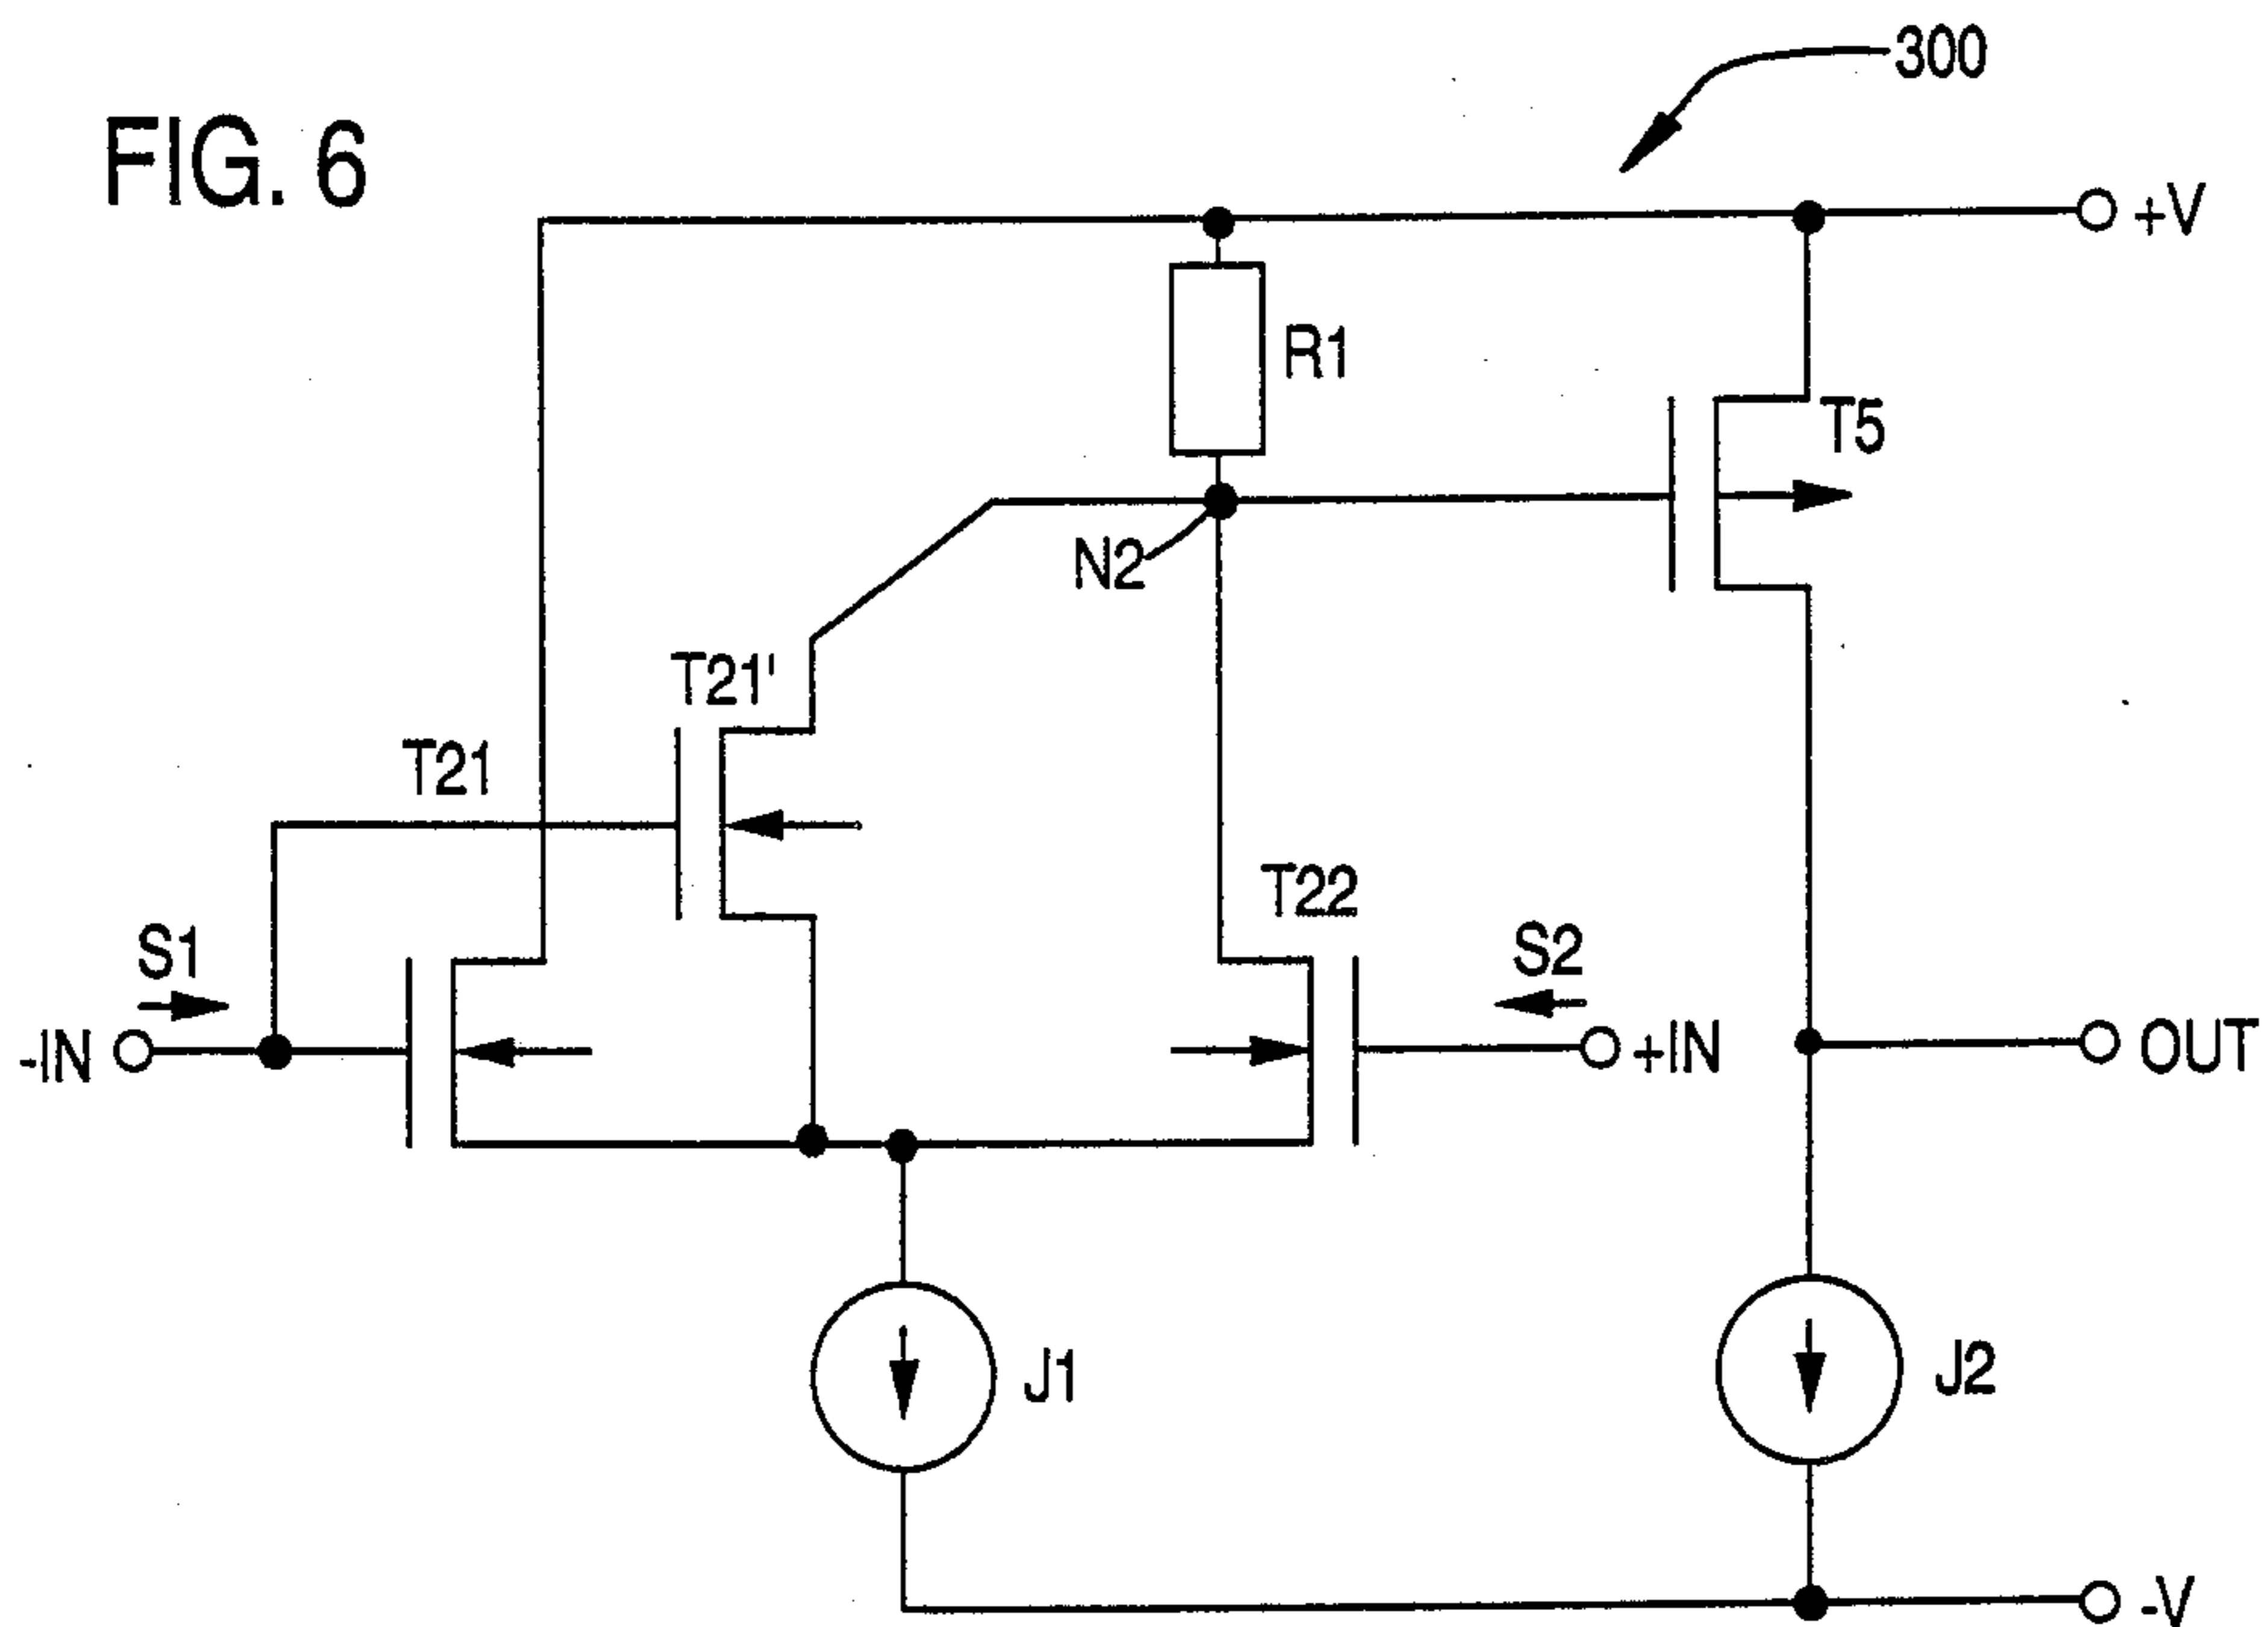 300
FIG. 6
+V
R1
T5
N2
T21'
T21
T22
S1
S2
-IN
+IN
OUT
J1
J2
-V